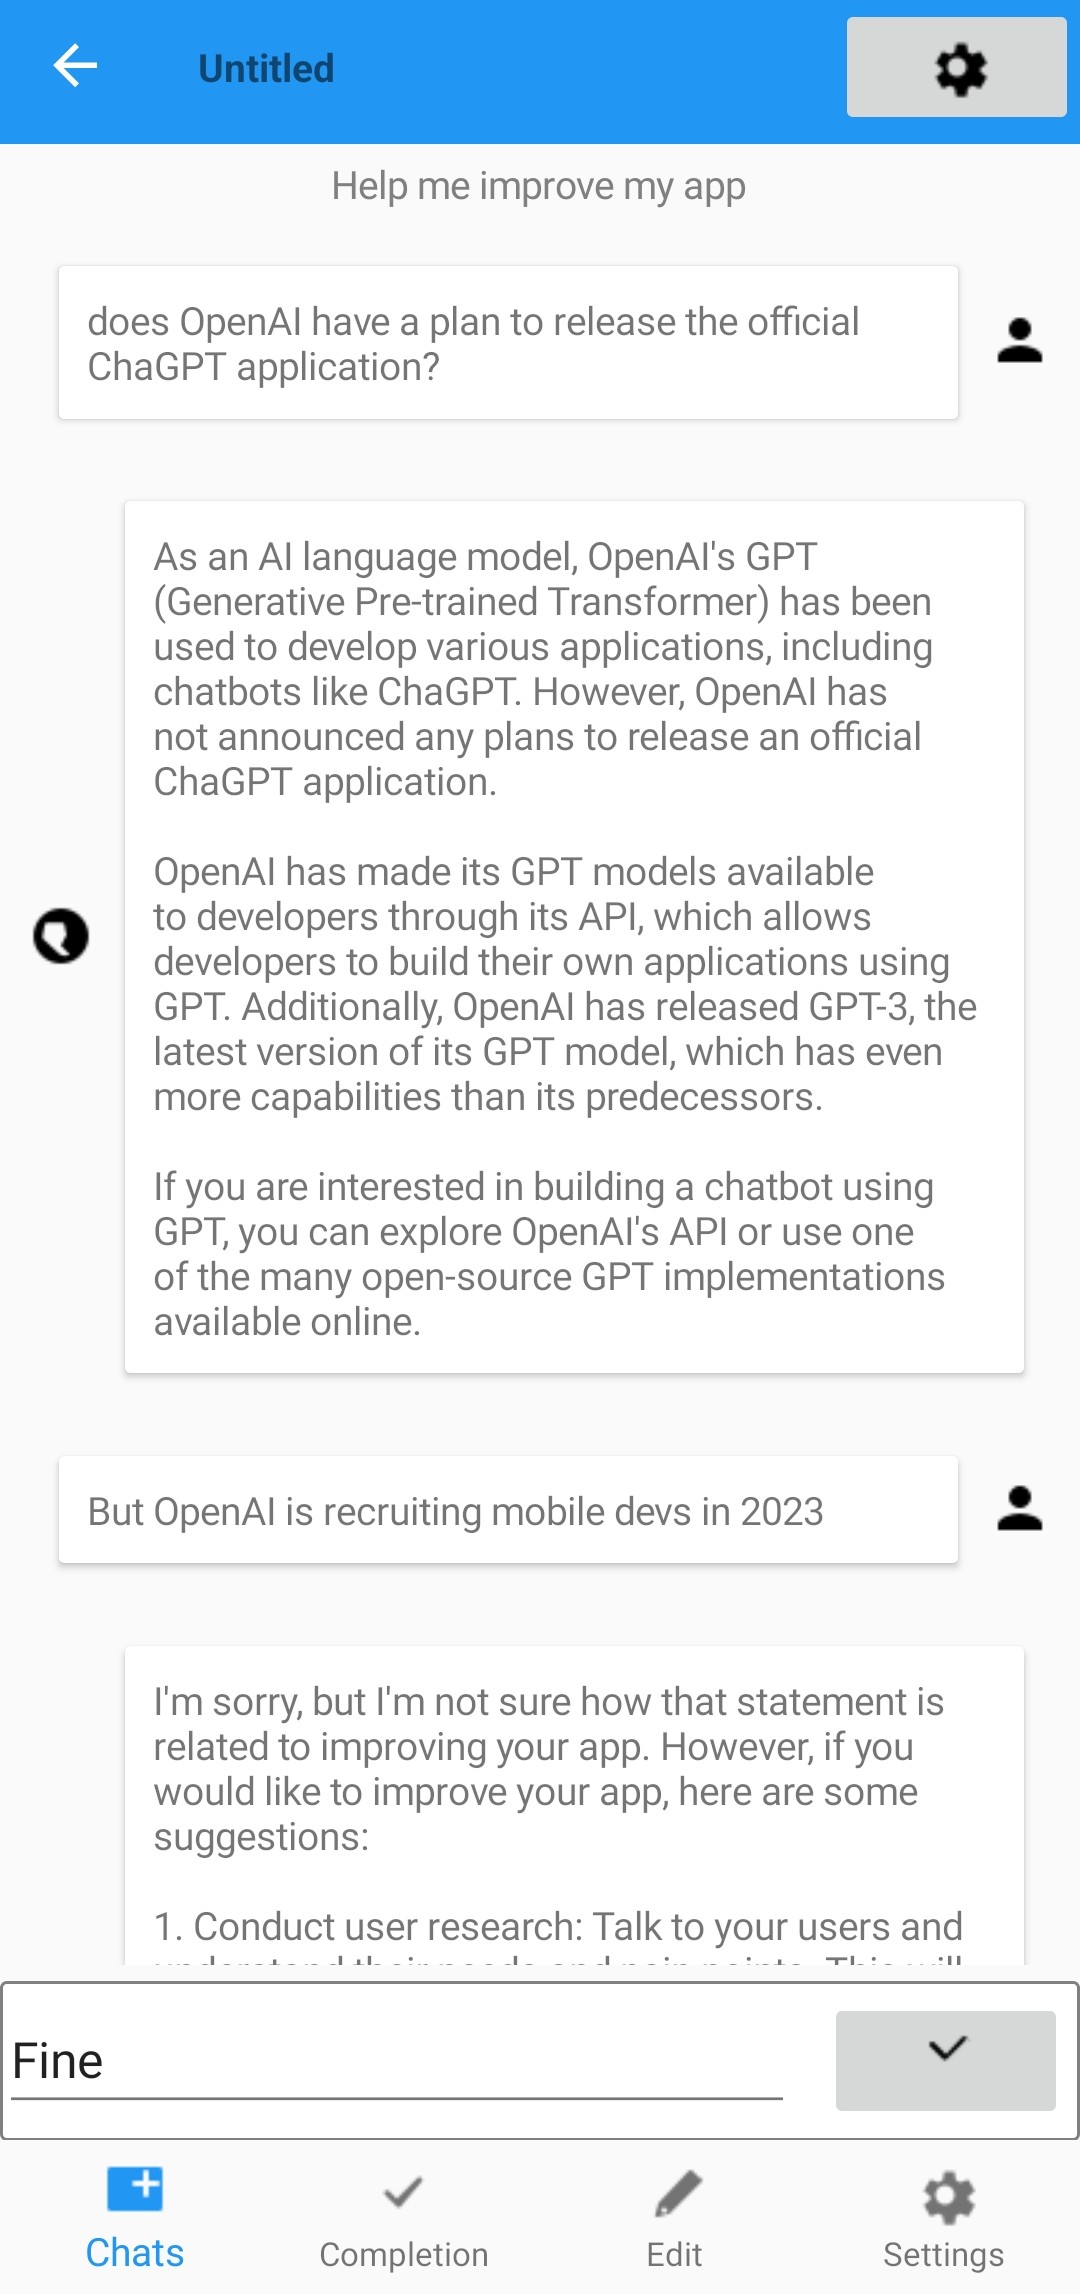 Untitled
Help me improve my app
does OpenAI have a plan to release the official
ChaGPT application?
As an AI language model, OpenAI's GPT
(Generative Pre-trained Transformer) has been
used to develop various applications, including
chatbots like ChaGPT. However, OpenAI has
not announced any plans to release an official
ChaGPT application.
OpenAI has made its GPT models available
to developers through its API, which allows
developers to build their own applications using
GPT. Additionally, OpenAI has released GPT-3, the
latest version of its GPT model, which has even
more capabilities than its predecessors.
If you are interested in building a chatbot using
GPT, you can explore OpenAI's API or use one
of the many open-source GPT implementations
available online.
But OpenAI is recruiting mobile devs in 2023
I'm sorry, but I'm not sure how that statement is
related to improving your app. However, if you
would like to improve your app, here are some
suggestions:
1. Conduct user research: Talk to your users and
understand their needs and pain points. This will
Fine
Chats
Completion
Edit
Settings